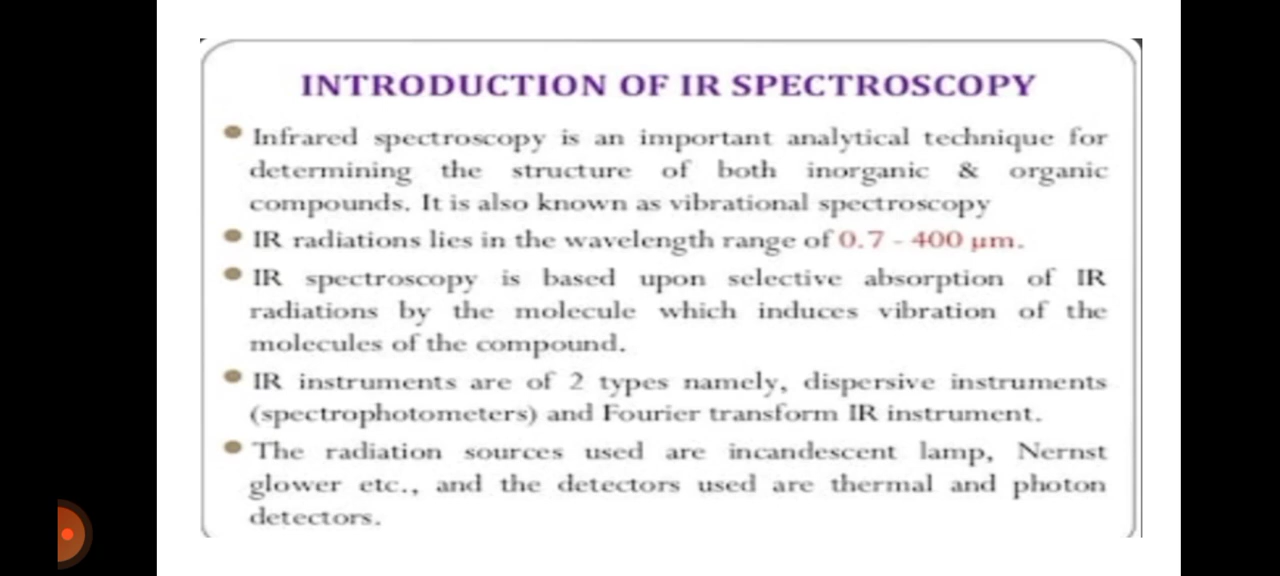 INTRODUCTION OF IR SPECTROSCOPY
Infrared spectroscopy is an important analytical technique for
determining the structure of both inorganic & organic
compounds. It is also known as vibrational spectroscopy
IR radiations lies in the wavelength range of 0.7 - 400 μm.
IR spectroscopy is based upon selective absorption of IR
radiations by the molecule which induces vibration of the
molecules of the compound.
IR instruments are of 2 types namely, dispersive instruments
(spectrophotometers) and Fourier transform IR instrument.
The radiation sources used are incandescent lamp, Nernst
glower etc., and the detectors used are thermal and photon
detectors.